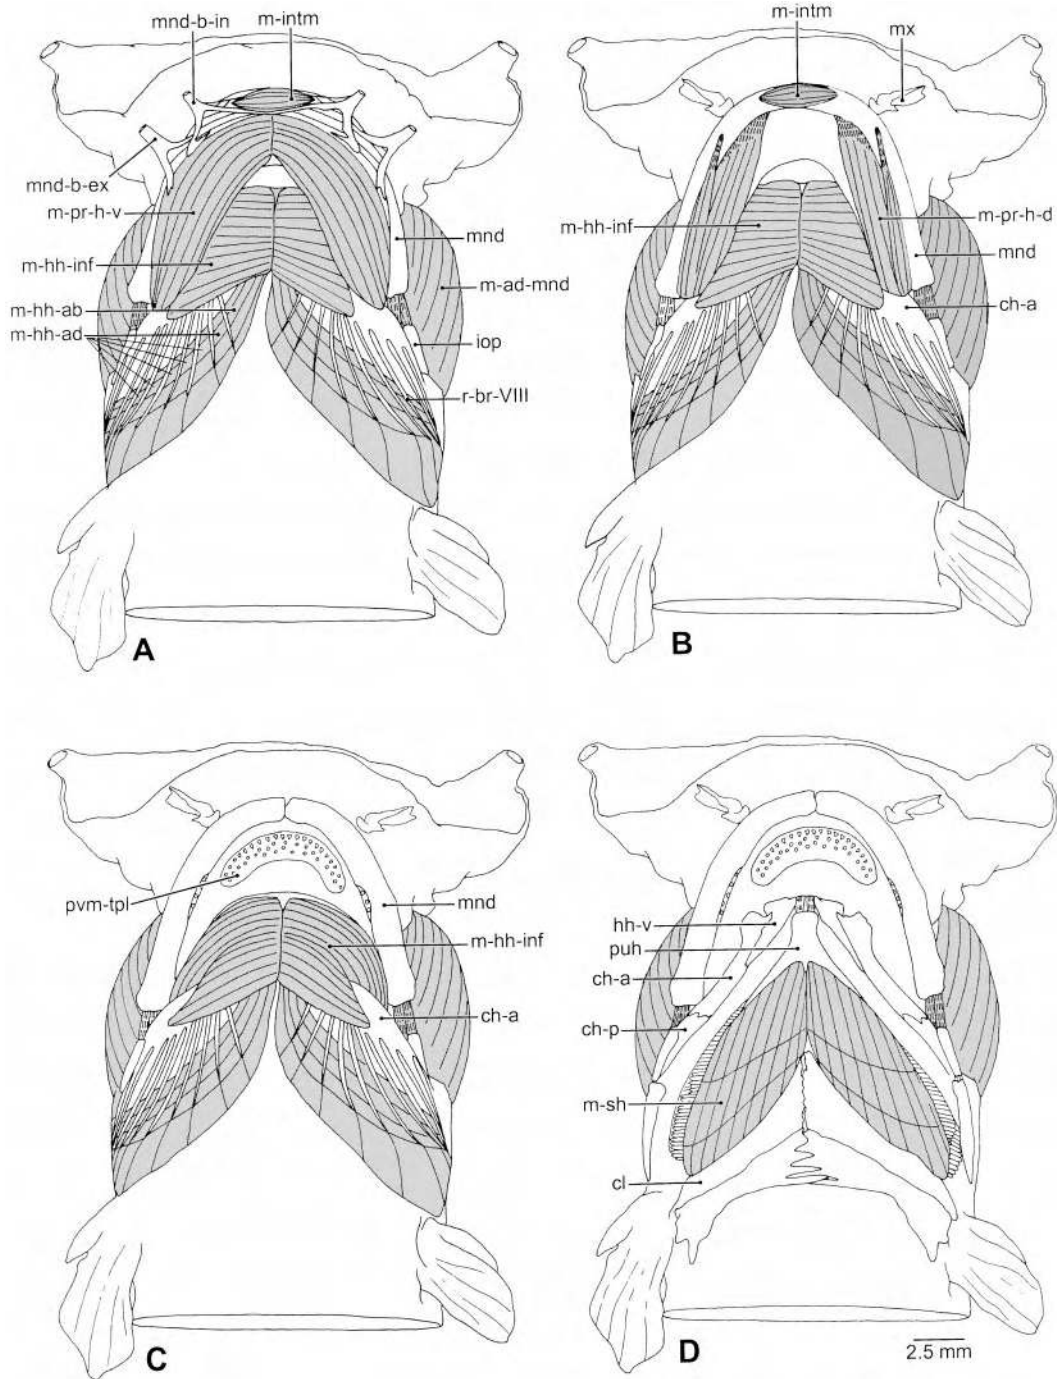 mnd-b-in
m-intm
mnd-b-ex
m-pr-h-v
m-hh-inf
m-hh-ab
m-hh-ad
mnd
m-ad-mnd
iop
r-br-VIII
A
m-intm
mx
m-hh-inf
m-pr-h-d
mnd
ch-a
B
pvm-tpl
mnd
m-hh-inf
ch-a
C
hh-v
puh
ch-a
ch-p
m-sh
cl
D
2.5 mm